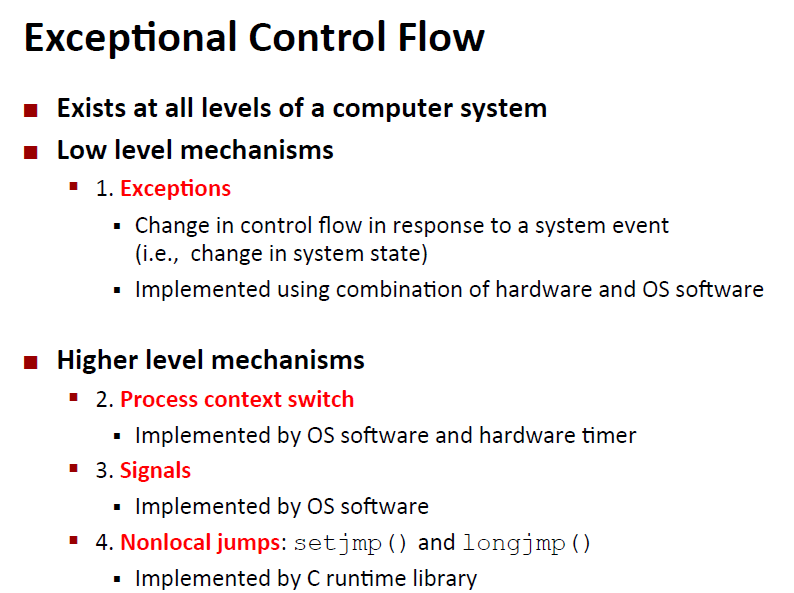 Exceptional Control Flow
■ Exists at all levels of a computer system
■ Low level mechanisms
▪ 1. Exceptions
▪ Change in control flow in response to a system event
(i.e., change in system state)
▪ Implemented using combination of hardware and OS software
■ Higher level mechanisms
▪ 2. Process context switch
▪ Implemented by OS software and hardware timer
▪ 3. Signals
▪ Implemented by OS software
▪ 4. Nonlocal jumps: setjmp() and longjmp()
▪ Implemented by C runtime library